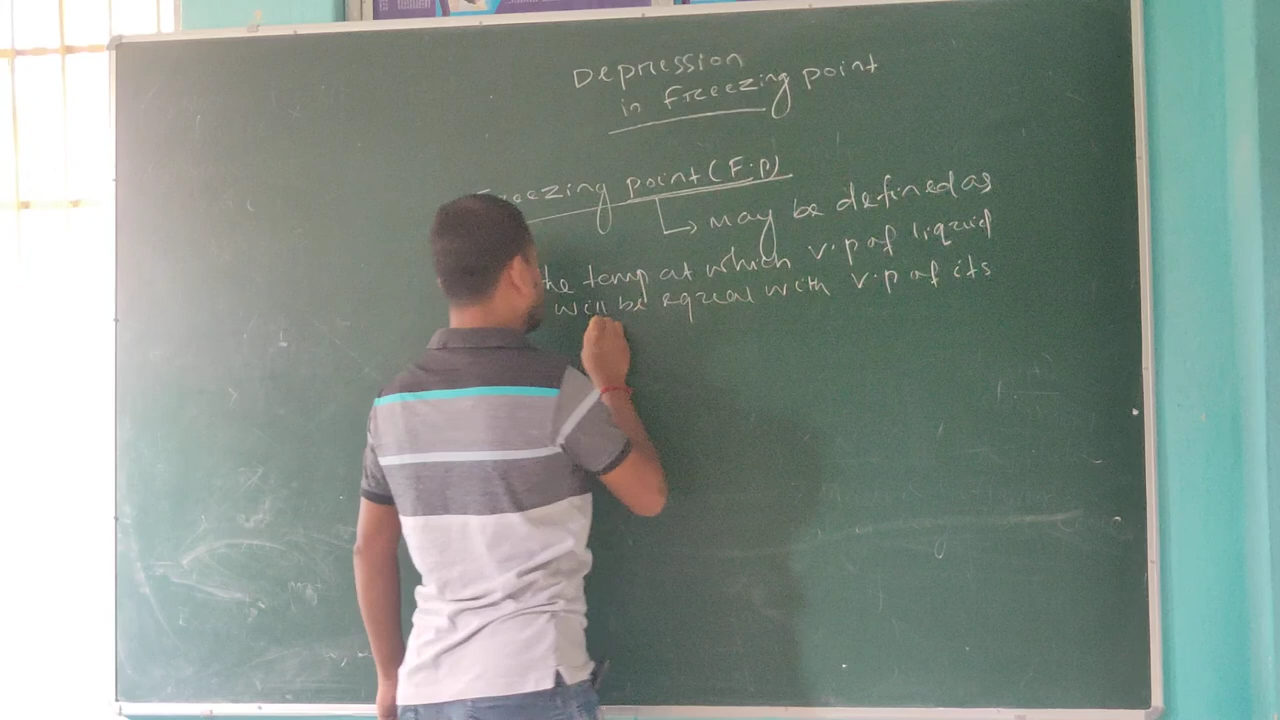 Depression
in Freezing point
Freezing point (F.p)
↳ may be defined as
the temp at which v.p of liquid
will be equal with v.p of its